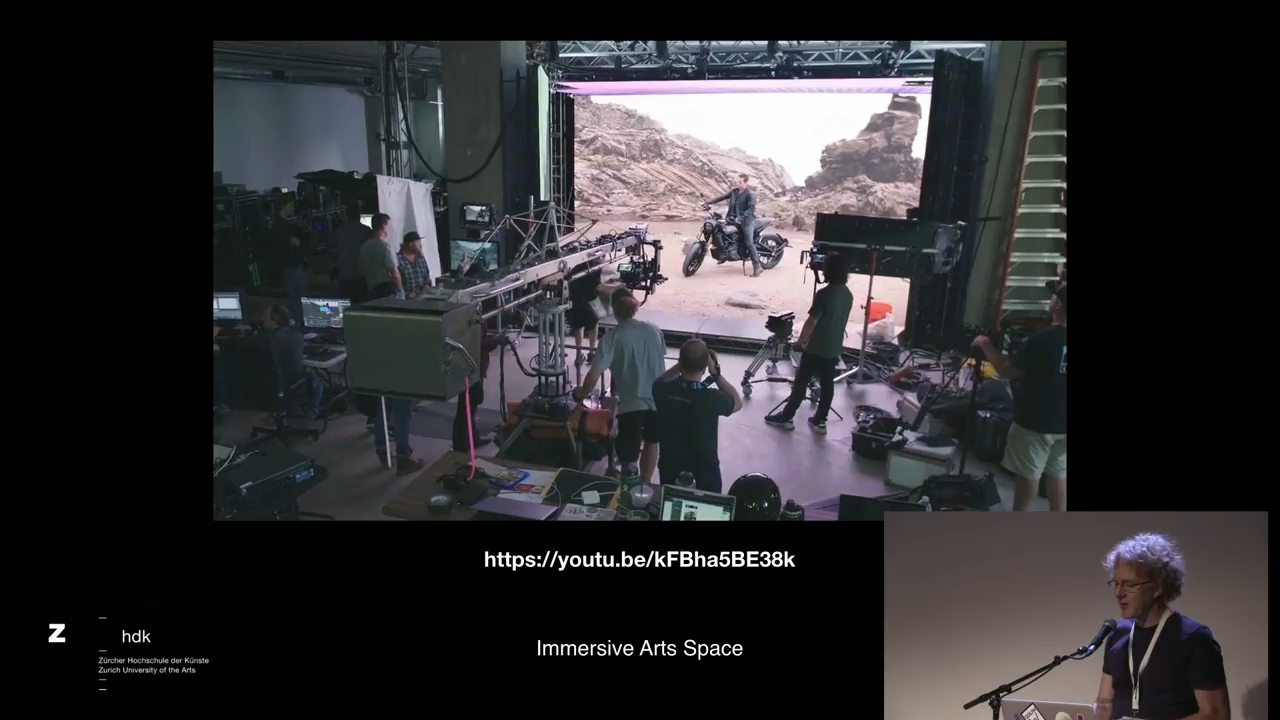 https://youtu.be/kFBha5BE38k
Z
hdk
Zürcher Hochschule der Künste
Zurich University of the Arts
Immersive Arts Space